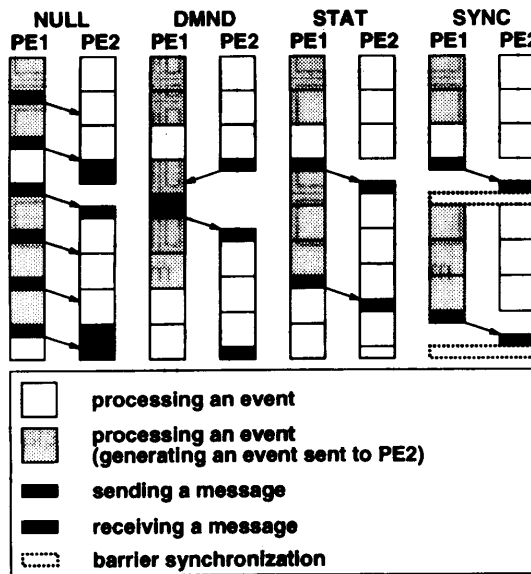 NULL DMND STAT SYNC
PE1 PE2 PE1 PE2 PE1 PE2 PE1 PE2
processing an event
processing an event
(generating an event sent to PE2)
sending a message
receiving a message
barrier synchronization